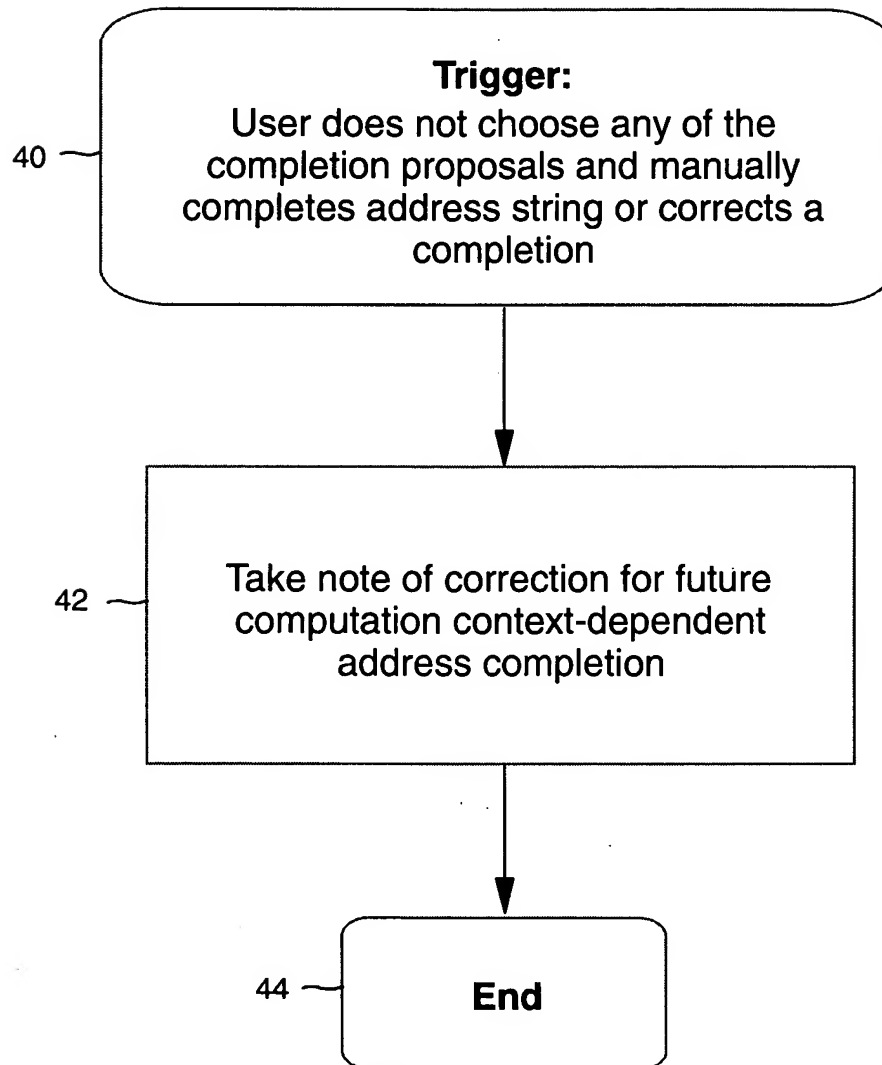 Trigger:
User does not choose any of the
completion proposals and manually
completes address string or corrects a
completion
40
Take note of correction for future
computation context-dependent
address completion
42
End
44